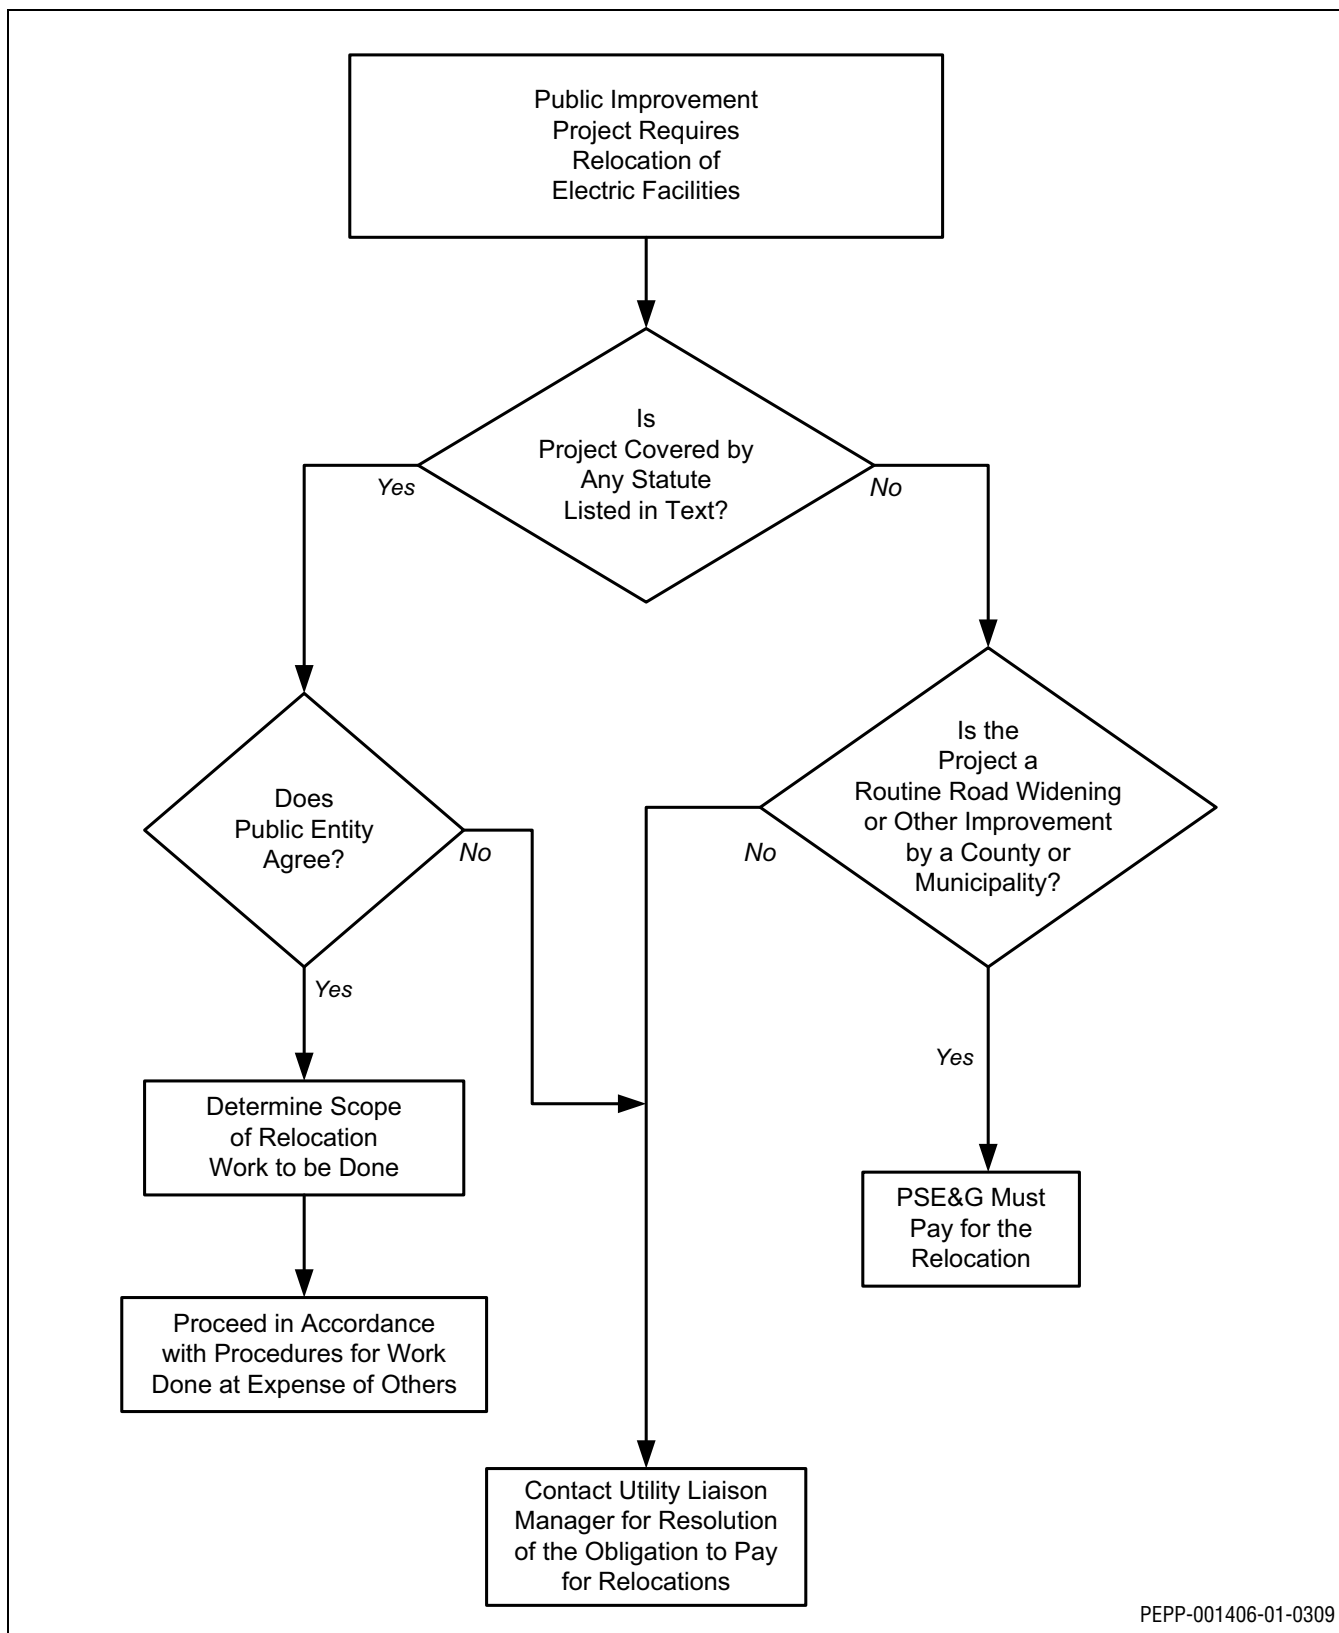 Public Improvement
Project Requires
Relocation of
Electric Facilities
Is
Project Covered by
Any Statute
Listed in Text?
Yes
No
Does
Public Entity
Agree?
No
Yes
Is the
Project a
Routine Road Widening
or Other Improvement
by a County or
Municipality?
No
Yes
Determine Scope
of Relocation
Work to be Done
PSE&G Must
Pay for the
Relocation
Proceed in Accordance
with Procedures for Work
Done at Expense of Others
Contact Utility Liaison
Manager for Resolution
of the Obligation to Pay
for Relocations
PEPP-001406-01-0309